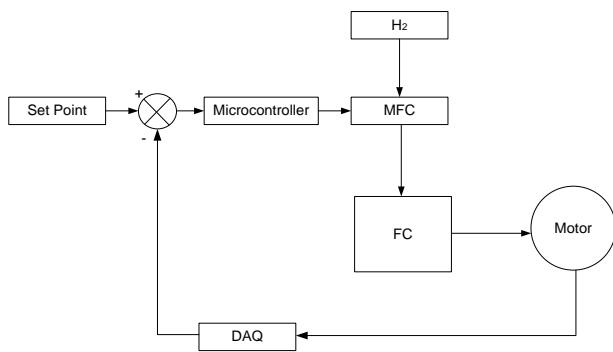 H₂
+
Set Point
Microcontroller
MFC
-
FC
Motor
DAQ